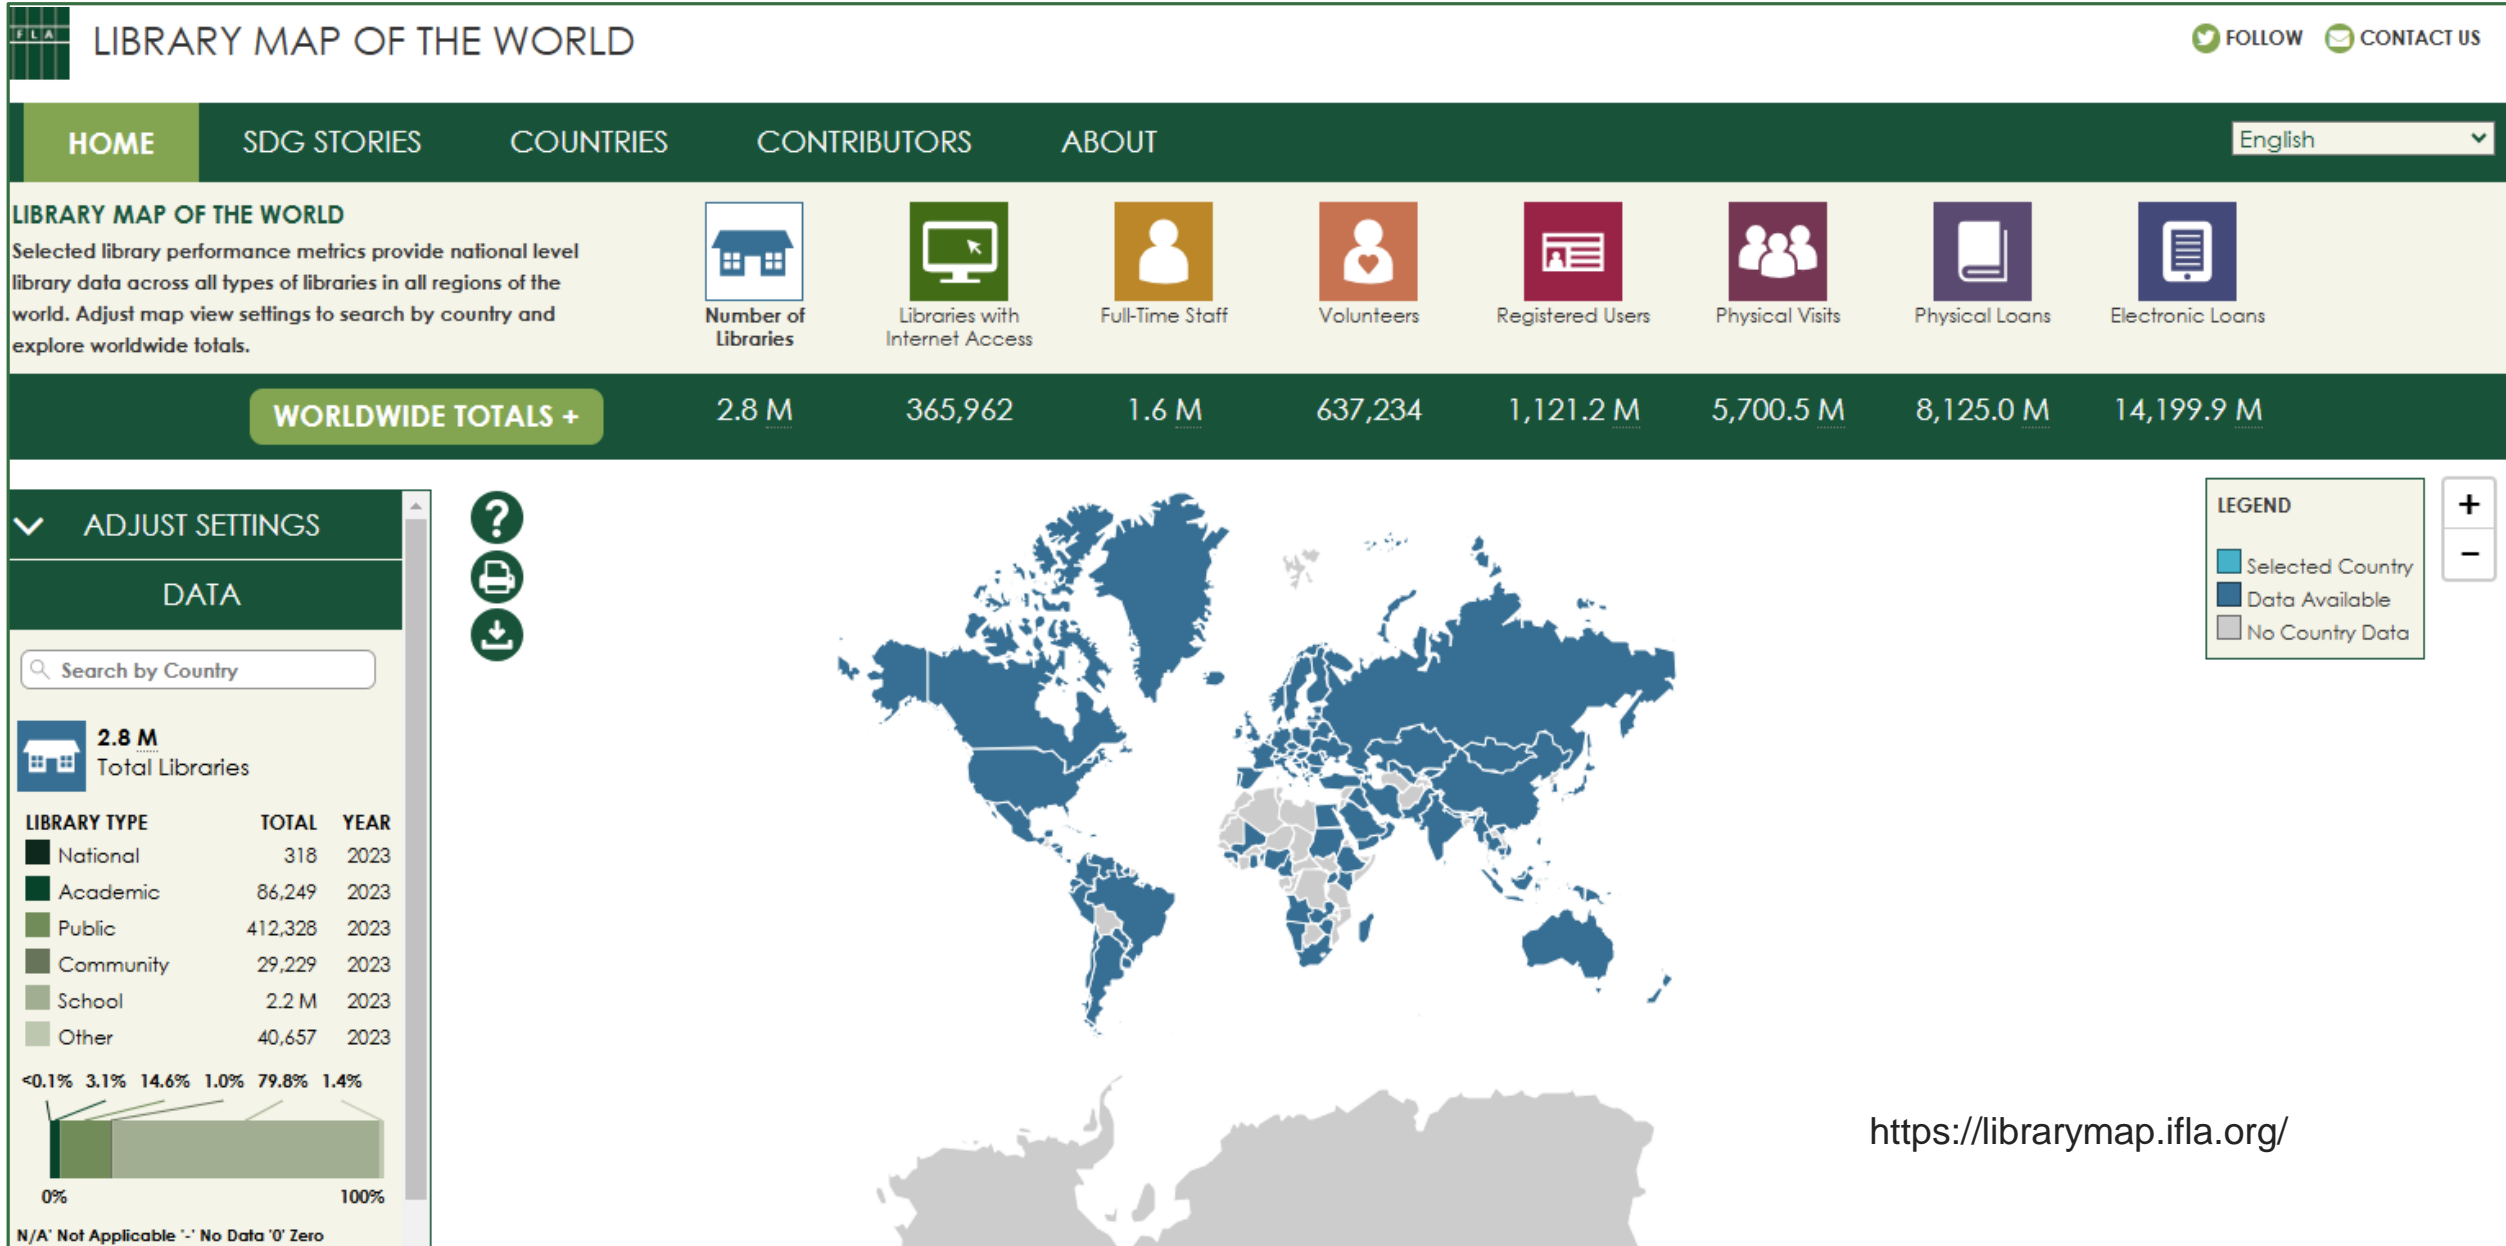 FLA
LIBRARY MAP OF THE WORLD
FOLLOW
CONTACT US
HOME
SDG STORIES
COUNTRIES
CONTRIBUTORS
ABOUT
English
LIBRARY MAP OF THE WORLD
Selected library performance metrics provide national level
library data across all types of libraries in all regions of the
world. Adjust map view settings to search by country and
explore worldwide totals.
Number of
Libraries
Libraries with
Internet Access
Full-Time Staff
Volunteers
Registered Users
Physical Visits
Physical Loans
Electronic Loans
WORLDWIDE TOTALS +
2.8 M
365,962
1.6 M
637,234
1,121.2 M
5,700.5 M
8,125.0 M
14,199.9 M
ADJUST SETTINGS
DATA
Search by Country
2.8 M
Total Libraries
LIBRARY TYPE TOTAL YEAR
National 318 2023
Academic 86,249 2023
Public 412,328 2023
Community 29,229 2023
School 2.2 M 2023
Other 40,657 2023
<0.1% 3.1% 14.6% 1.0% 79.8% 1.4%
0% 100%
N/A' Not Applicable '-' No Data '0' Zero
?
LEGEND
Selected Country
Data Available
No Country Data
+
−
https://librarymap.ifla.org/